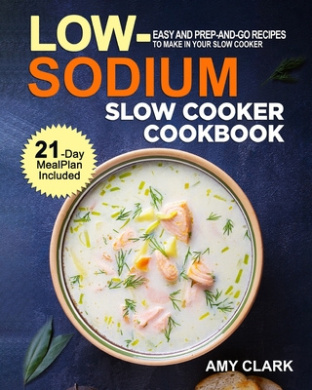 LOW-
EASY AND PREP-AND-GO RECIPES
TO MAKE IN YOUR SLOW COOKER
SODIUM
SLOW COOKER
COOKBOOK
21-Day
MealPlan
Included
AMY CLARK